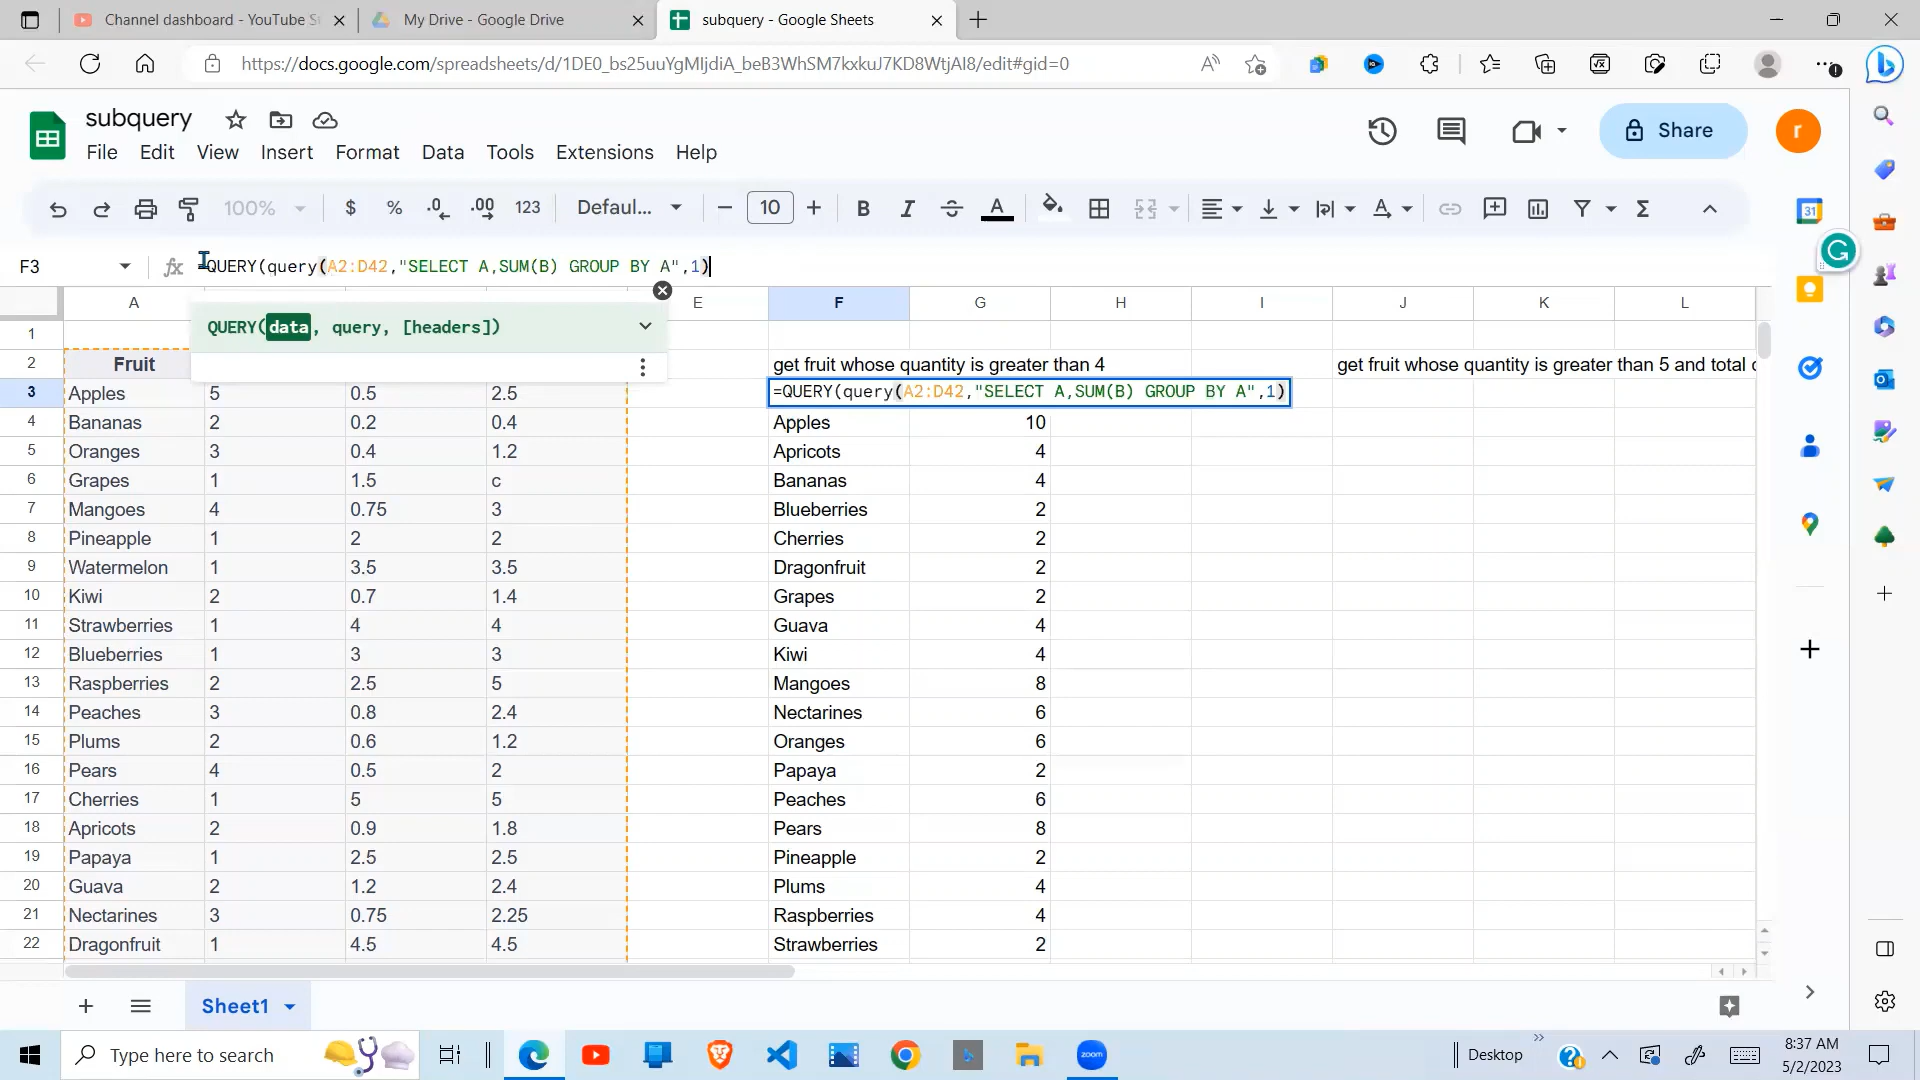 Channel dashboard - YouTube S
My Drive - Google Drive
subquery - Google Sheets
https://docs.google.com/spreadsheets/d/1DE0_bs25uuYgMIjdiA_beB3WhSM7kxkuJ7KD8WtjAI8/edit#gid=0
subquery
File Edit View Insert Format Data Tools Extensions Help
Share
r
100% $ % .0 .00 123 Defaul... 10 B I A
31
F3
fx
=QUERY(query(A2:D42,"SELECT A,SUM(B) GROUP BY A",1)
QUERY(data, query, [headers])
A E F G H I J K L
1
2 Fruit get fruit whose quantity is greater than 4 get fruit whose quantity is greater than 5 and total
3 Apples 5 0.5 2.5 =QUERY(query(A2:D42,"SELECT A,SUM(B) GROUP BY A",1)
4 Bananas 2 0.2 0.4 Apples 10
5 Oranges 3 0.4 1.2 Apricots 4
6 Grapes 1 1.5 c Bananas 4
7 Mangoes 4 0.75 3 Blueberries 2
8 Pineapple 1 2 2 Cherries 2
9 Watermelon 1 3.5 3.5 Dragonfruit 2
10 Kiwi 2 0.7 1.4 Grapes 2
11 Strawberries 1 4 4 Guava 4
12 Blueberries 1 3 3 Kiwi 4
13 Raspberries 2 2.5 5 Mangoes 8
14 Peaches 3 0.8 2.4 Nectarines 6
15 Plums 2 0.6 1.2 Oranges 6
16 Pears 4 0.5 2 Papaya 2
17 Cherries 1 5 5 Peaches 6
18 Apricots 2 0.9 1.8 Pears 8
19 Papaya 1 2.5 2.5 Pineapple 2
20 Guava 2 1.2 2.4 Plums 4
21 Nectarines 3 0.75 2.25 Raspberries 4
22 Dragonfruit 1 4.5 4.5 Strawberries 2
Sheet1
Type here to search
zoom
Desktop
8:37 AM
5/2/2023